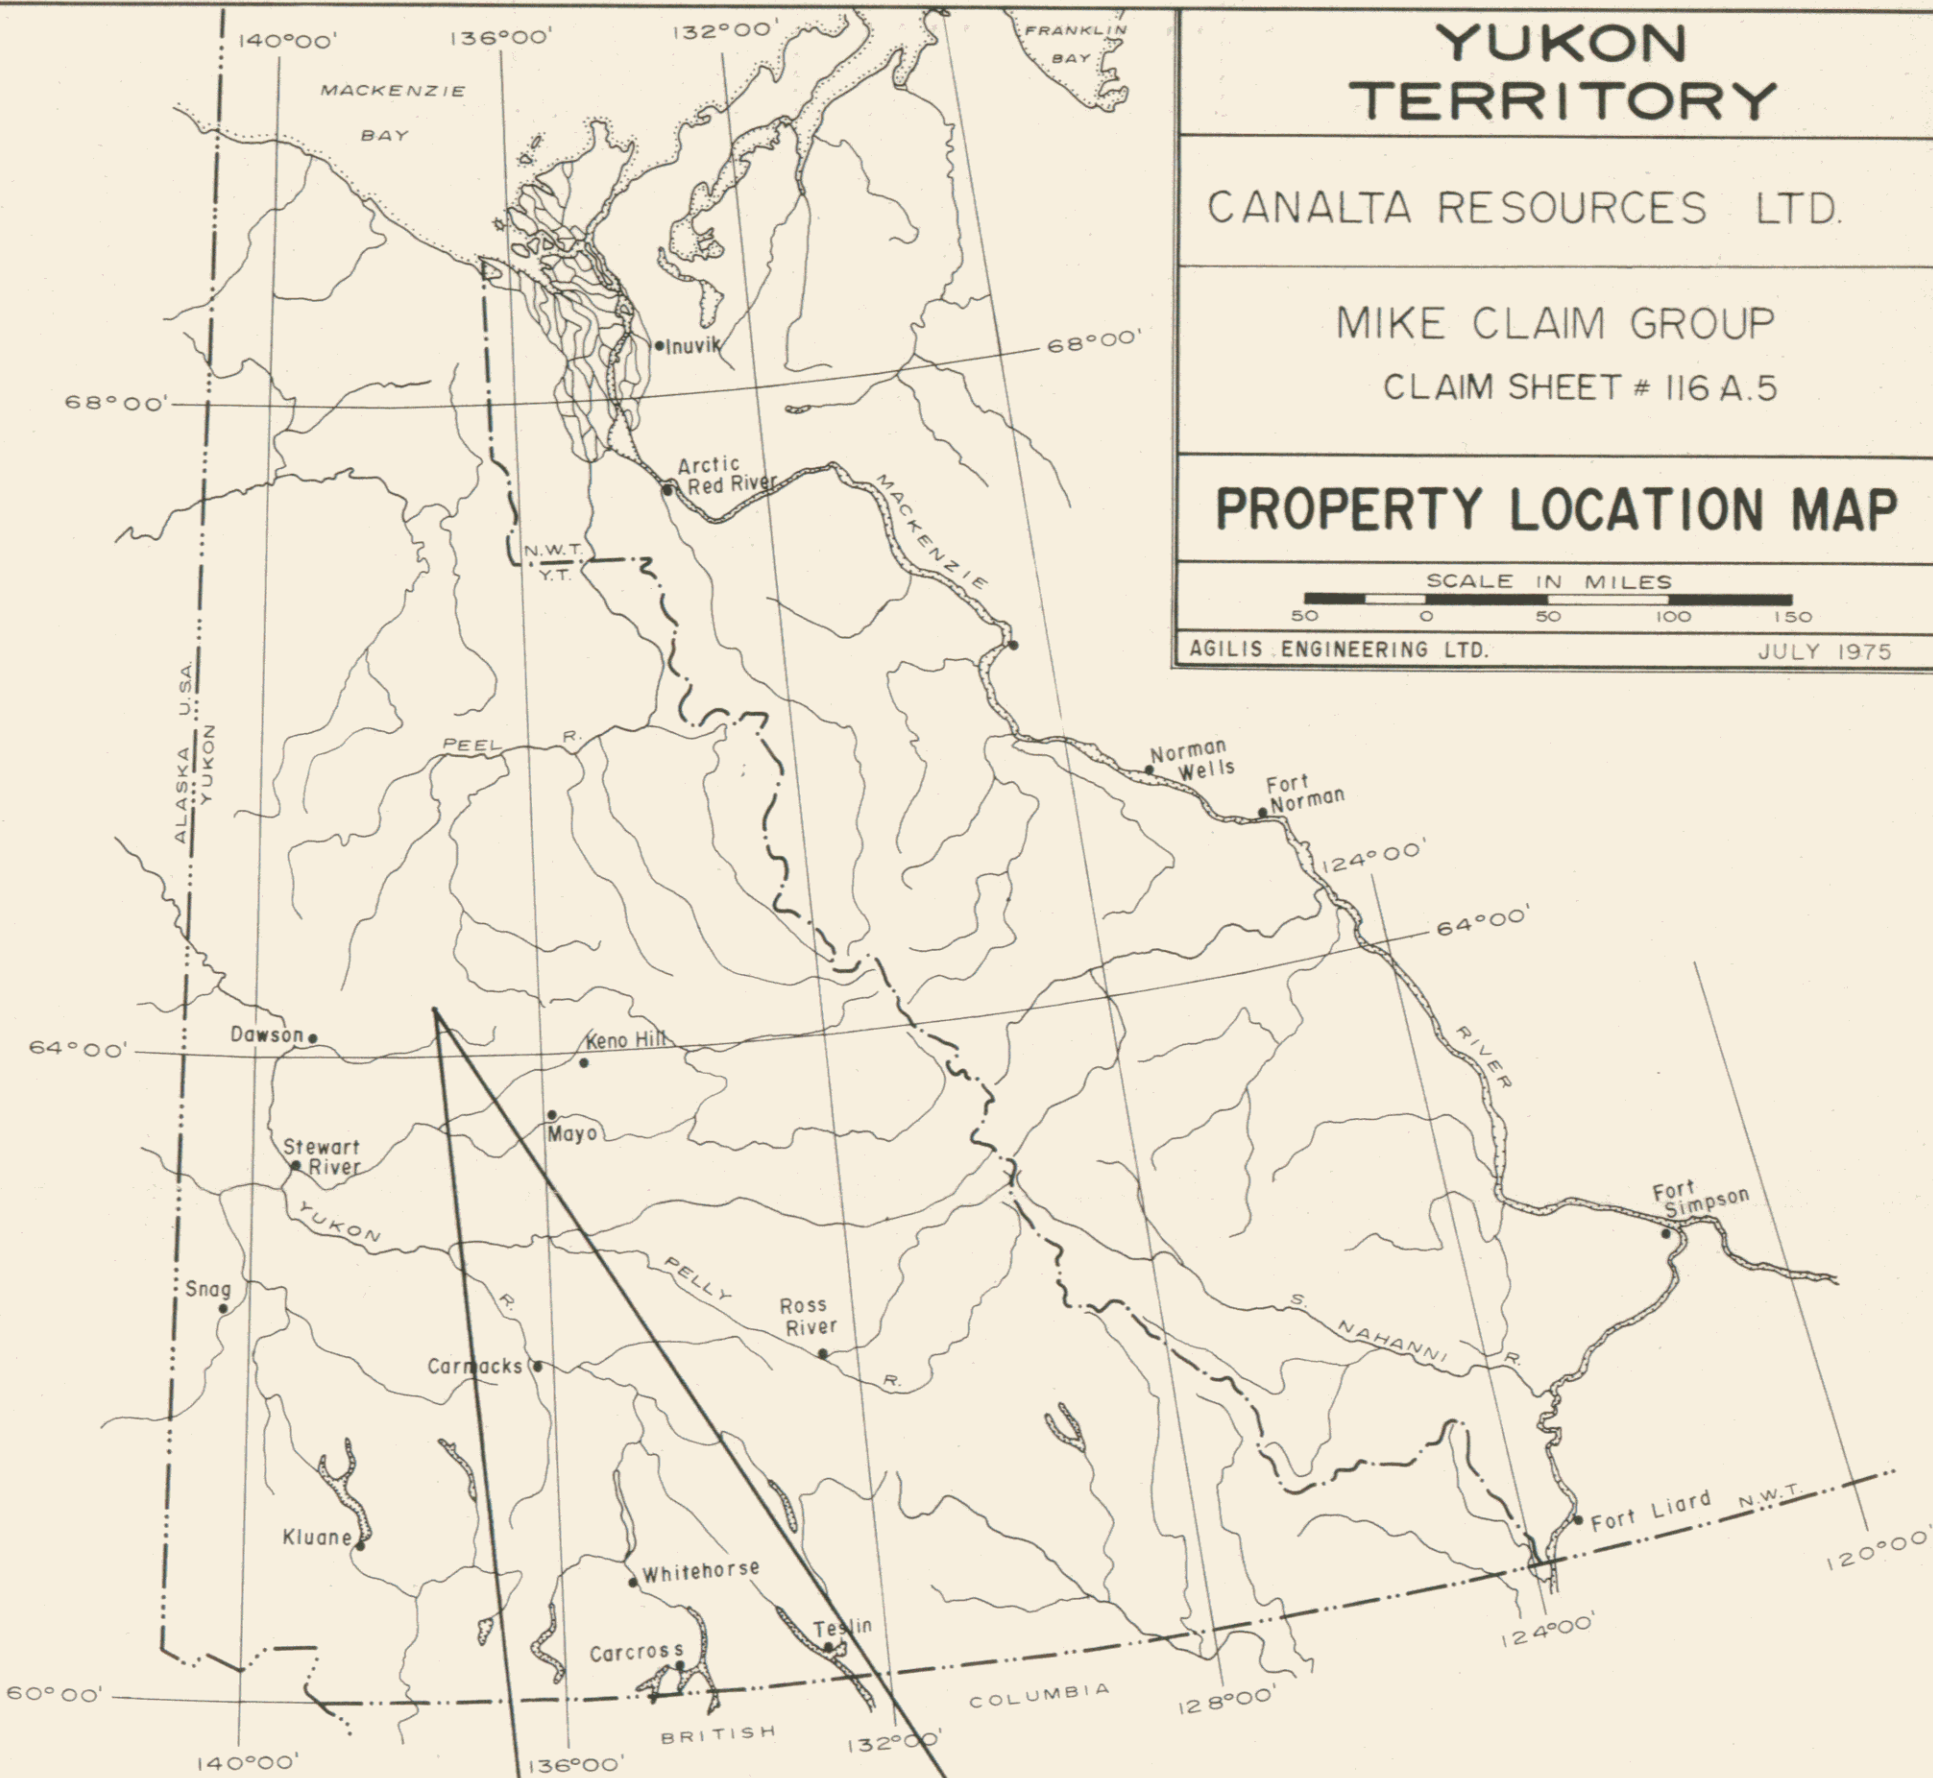 140°00'
136°00'
132°00'
FRANKLIN
BAY
MACKENZIE
BAY
YUKON
TERRITORY
CANALTA RESOURCES LTD.
MIKE CLAIM GROUP
CLAIM SHEET # 116 A.5
PROPERTY LOCATION MAP
SCALE IN MILES
50 0 50 100 150
AGILIS ENGINEERING LTD. JULY 1975
Inuvik
68°00'
68°00'
Arctic
Red River
MACKENZIE
N.W.T.
Y.T.
ALASKA U.S.A.
YUKON
PEEL R.
Norman
Wells
Fort
Norman
124°00'
64°00'
RIVER
Dawson
64°00'
Keno Hill
Mayo
Stewart
River
YUKON
R.
Fort
Simpson
Snag
PELLY
R.
Ross
River
S. NAHANNI R.
Carmacks
Kluane
Whitehorse
Fort Liard
N.W.T.
120°00'
Teslin
Carcross
124°00'
60°00'
BRITISH COLUMBIA
128°00'
132°00'
140°00'
136°00'